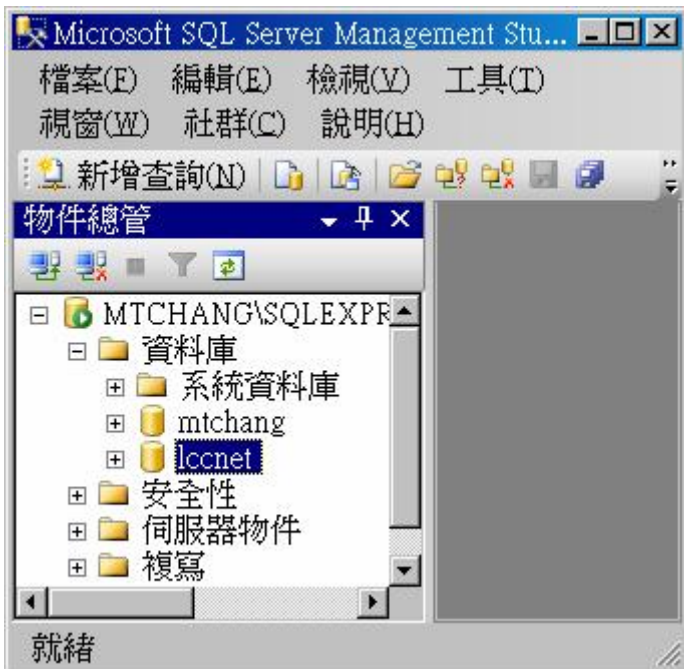 Microsoft SQL Server Management Stu...
檔案(F) 編輯(E) 檢視(V) 工具(T)
視窗(W) 社群(C) 說明(H)
新增查詢(N)
物件總管
MTCHANG\SQLEXPR
資料庫
系統資料庫
mtchang
lccnet
安全性
伺服器物件
複寫
就緒